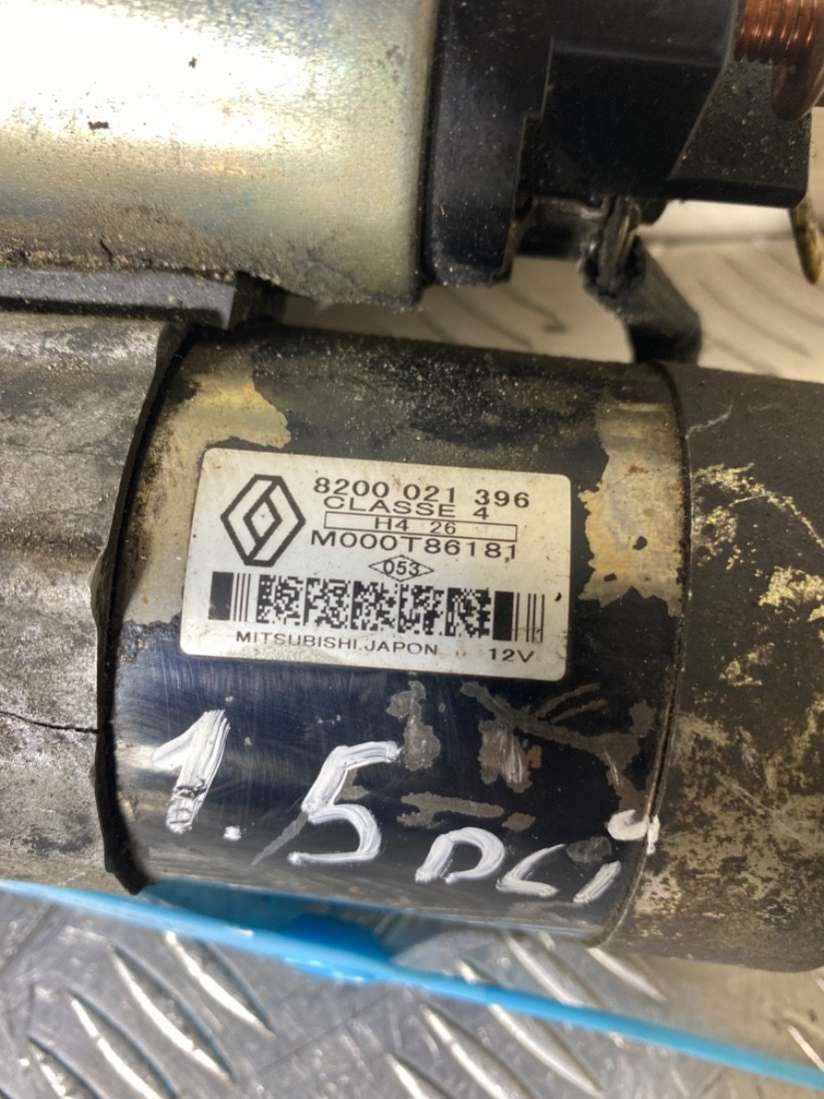 8200 021 396
CLASSE 4
H4 26
M000T86181
053
MITSUBISHI.JAPON 12V
1.5 DCi